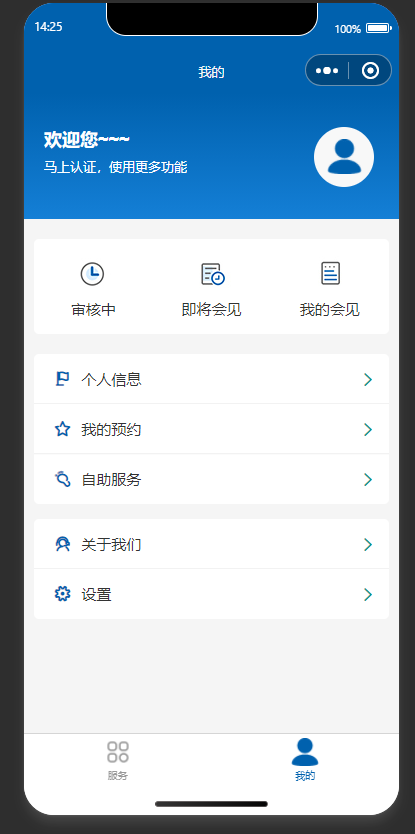 14:25
100%
我的
欢迎您~~~
马上认证，使用更多功能
审核中 即将会见 我的会见
个人信息
我的预约
自助服务
关于我们
设置
服务 我的